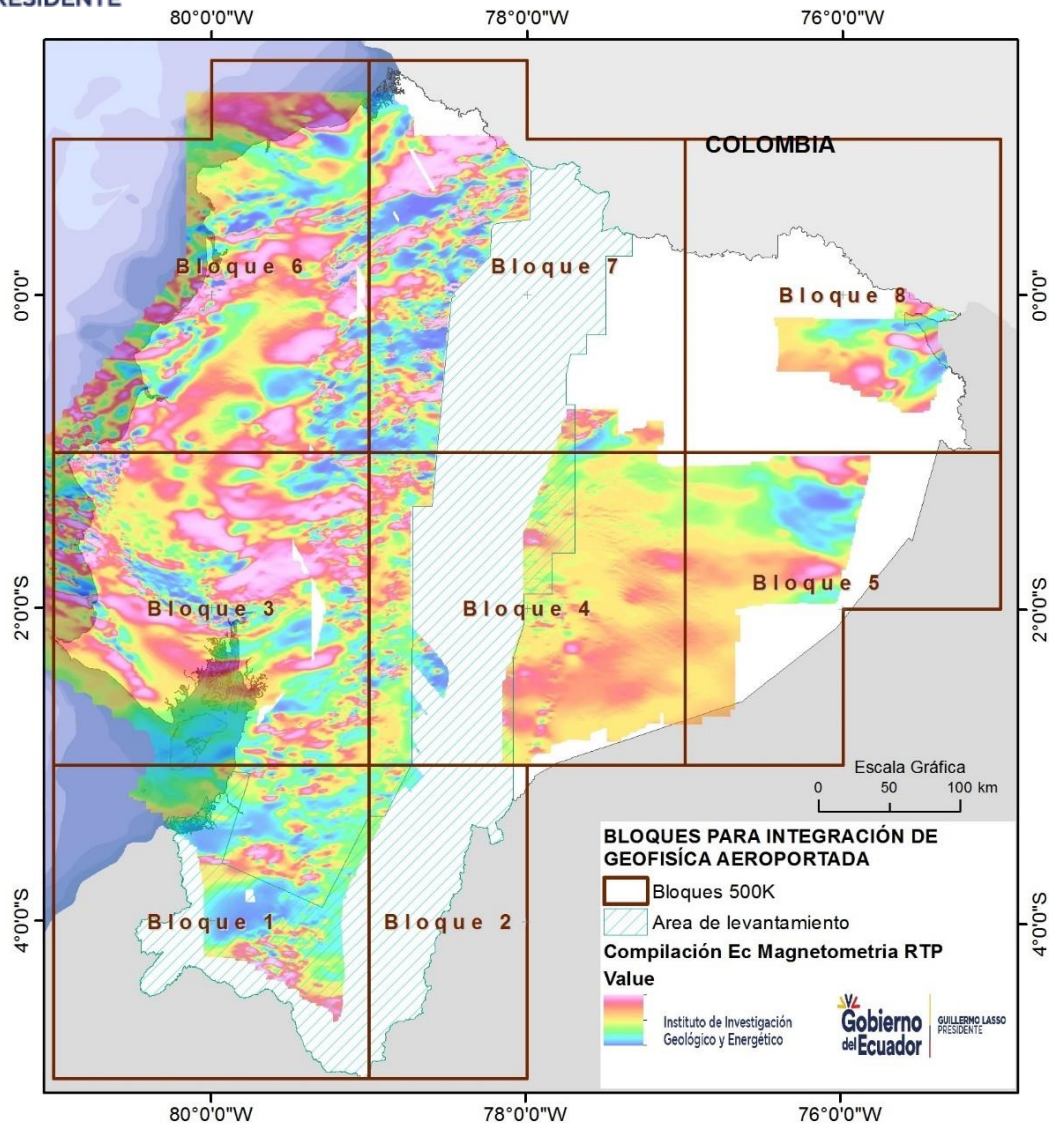 PRESIDENTE
80°0'0"W
78°0'0"W
76°0'0"W
COLOMBIA
Bloque 6
Bloque 7
Bloque 8
0°0'0"
0°0'0"
Bloque 3
Bloque 4
Bloque 5
2°0'0"S
2°0'0"S
Escala Gráfica
0 50 100 km
BLOQUES PARA INTEGRACIÓN DE
GEOFISÍCA AEROPORTADA
Bloques 500K
Area de levantamiento
Compilación Ec Magnetometria RTP
Value
Instituto de Investigación
Geológico y Energético
Gobierno
del Ecuador
GUILLERMO LASSO
PRESIDENTE
Bloque 1
Bloque 2
4°0'0"S
4°0'0"S
80°0'0"W
78°0'0"W
76°0'0"W